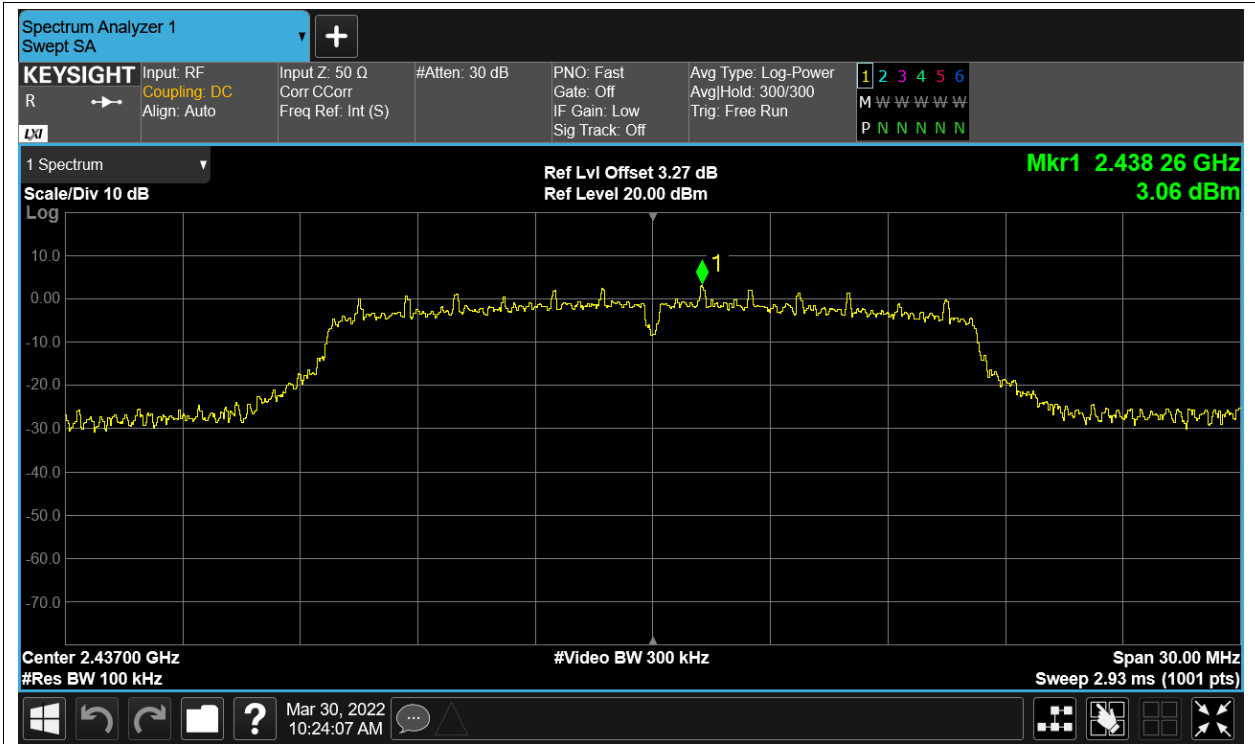 Spectrum Analyzer 1
Swept SA
KEYSIGHT
R
LXI
Input: RF
Coupling: DC
Align: Auto
Input Z: 50 Ω
Corr CCorr
Freq Ref: Int (S)
#Atten: 30 dB
PNO: Fast
Gate: Off
IF Gain: Low
Sig Track: Off
Avg Type: Log-Power
Avg|Hold: 300/300
Trig: Free Run
1 2 3 4 5 6
M W W W W W
P N N N N N
1 Spectrum
Scale/Div 10 dB
Log
Ref Lvl Offset 3.27 dB
Ref Level 20.00 dBm
Mkr1 2.438 26 GHz
3.06 dBm
1
10.0
0.00
-10.0
-20.0
-30.0
-40.0
-50.0
-60.0
-70.0
Center 2.43700 GHz
#Res BW 100 kHz
#Video BW 300 kHz
Span 30.00 MHz
Sweep 2.93 ms (1001 pts)
?
Mar 30, 2022
10:24:07 AM